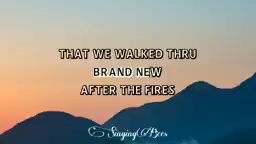 THAT WE WALKED THRU
BRAND NEW
AFTER THE FIRES
SingingBees